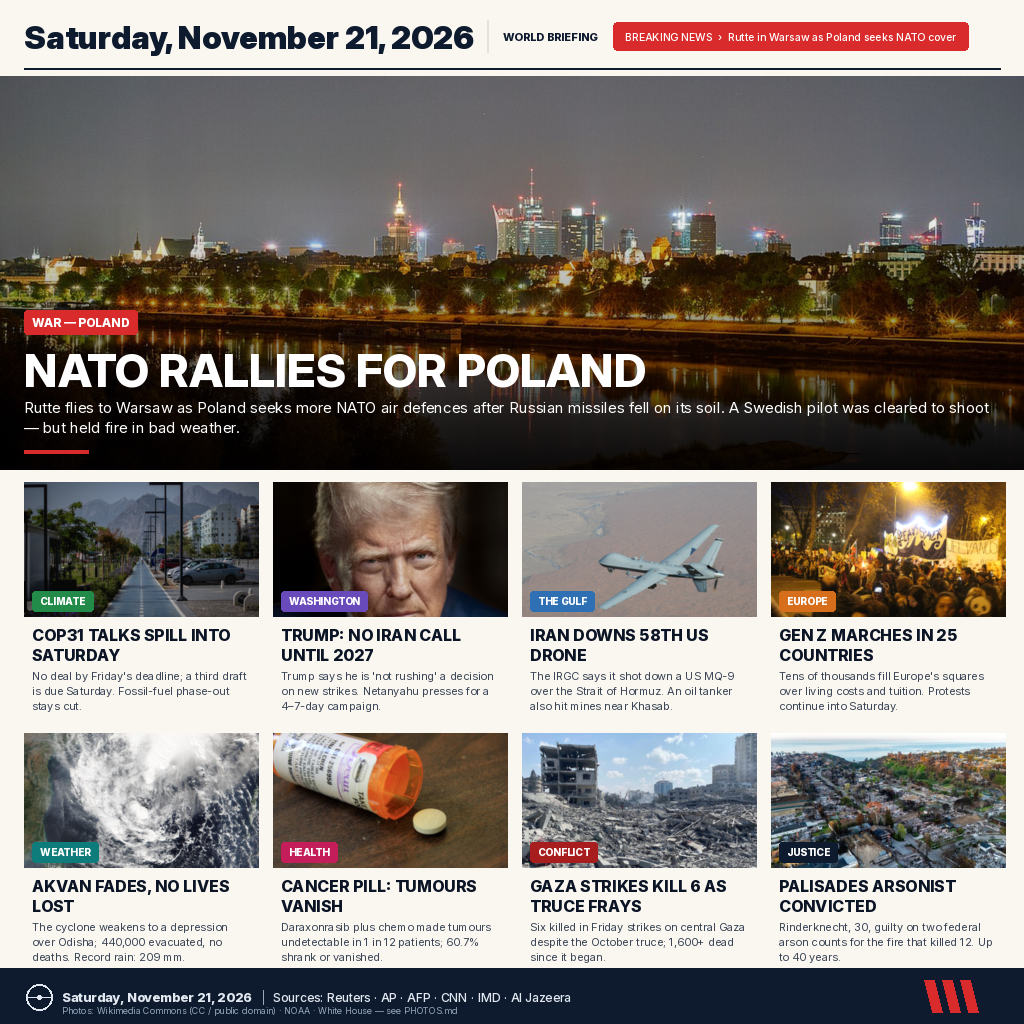 Saturday, November 21, 2026
WORLD BRIEFING
BREAKING NEWS › Rutte in Warsaw as Poland seeks NATO cover
WAR — POLAND
NATO RALLIES FOR POLAND
Rutte flies to Warsaw as Poland seeks more NATO air defences after Russian missiles fell on its soil. A Swedish pilot was cleared to shoot
— but held fire in bad weather.
CLIMATE
COP31 TALKS SPILL INTO
SATURDAY
No deal by Friday's deadline; a third draft
is due Saturday. Fossil-fuel phase-out
stays cut.
WASHINGTON
TRUMP: NO IRAN CALL
UNTIL 2027
Trump says he is 'not rushing' a decision
on new strikes. Netanyahu presses for a
4–7-day campaign.
THE GULF
IRAN DOWNS 58TH US
DRONE
The IRGC says it shot down a US MQ-9
over the Strait of Hormuz. An oil tanker
also hit mines near Khasab.
EUROPE
GEN Z MARCHES IN 25
COUNTRIES
Tens of thousands fill Europe's squares
over living costs and tuition. Protests
continue into Saturday.
WEATHER
AKVAN FADES, NO LIVES
LOST
The cyclone weakens to a depression
over Odisha; 440,000 evacuated, no
deaths. Record rain: 209 mm.
HEALTH
CANCER PILL: TUMOURS
VANISH
Daraxonrasib plus chemo made tumours
undetectable in 1 in 12 patients; 60.7%
shrank or vanished.
CONFLICT
GAZA STRIKES KILL 6 AS
TRUCE FRAYS
Six killed in Friday strikes on central Gaza
despite the October truce; 1,600+ dead
since it began.
JUSTICE
PALISADES ARSONIST
CONVICTED
Rinderknecht, 30, guilty on two federal
arson counts for the fire that killed 12. Up
to 40 years.
Saturday, November 21, 2026 | Sources: Reuters · AP · AFP · CNN · IMD · Al Jazeera
Photos: Wikimedia Commons (CC / public domain) · NOAA · White House — see PHOTOS.md